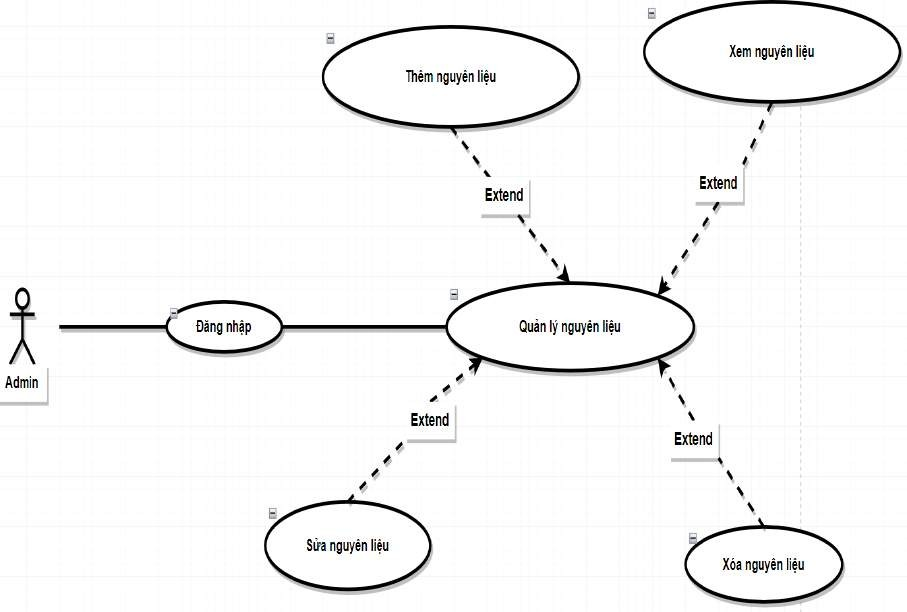 Xem nguyên liệu
Thêm nguyên liệu
Extend
Extend
Đăng nhập
Quản lý nguyên liệu
Admin
Extend
Extend
Sửa nguyên liệu
Xóa nguyên liệu